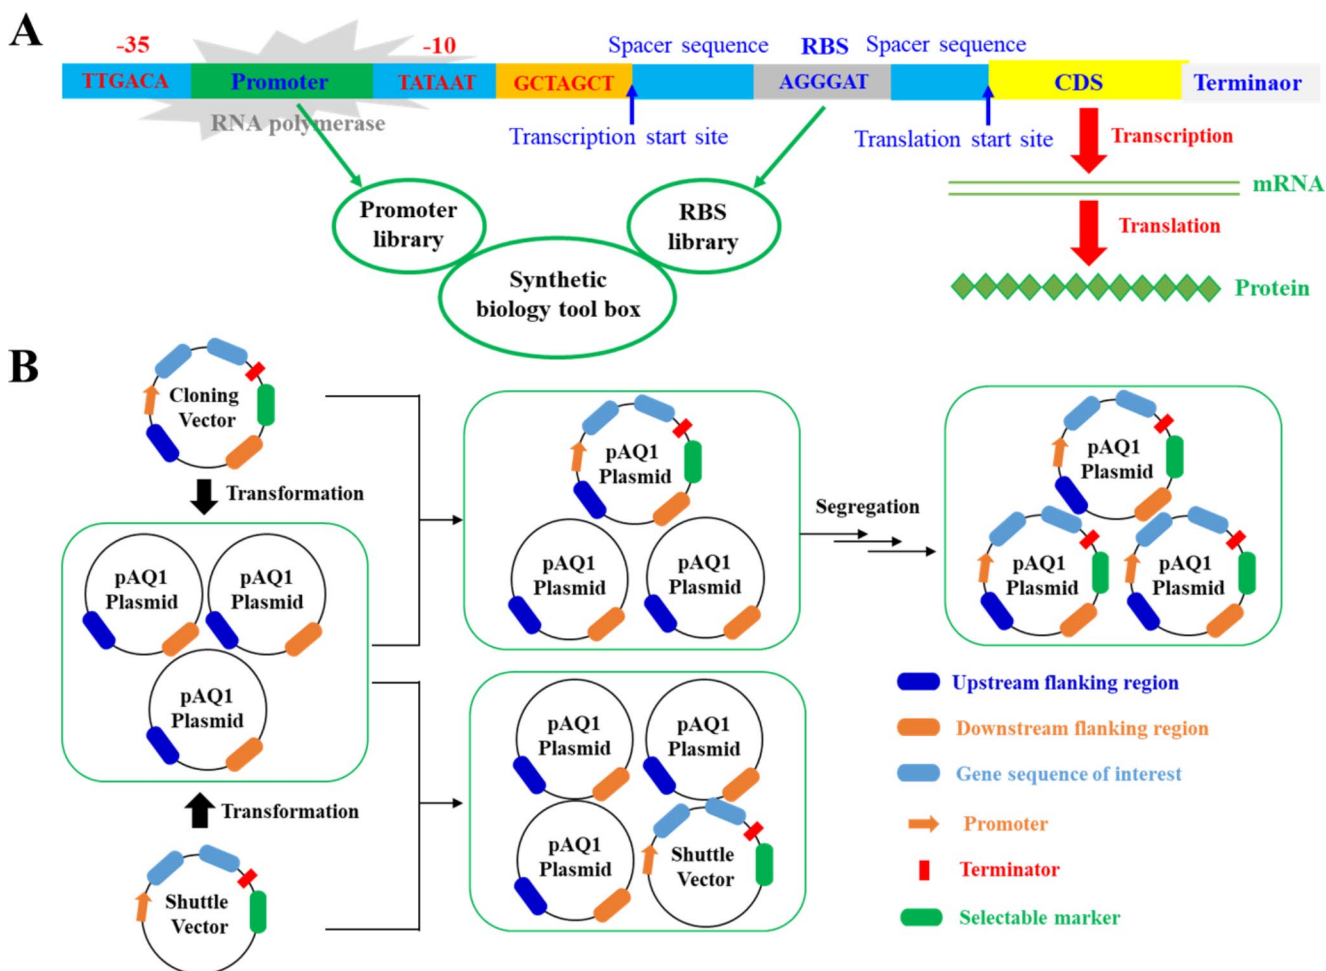 A
-35
-10
Spacer sequence
RBS
Spacer sequence
TTGACA
Promoter
TATAAT
GCTAGCT
AGGGAT
CDS
Terminaor
RNA polymerase
Transcription start site
Translation start site
Transcription
mRNA
Translation
Protein
Promoter
library
RBS
library
Synthetic
biology tool box
B
Cloning
Vector
Transformation
pAQ1
Plasmid
pAQ1
Plasmid
pAQ1
Plasmid
Transformation
Shuttle
Vector
pAQ1
Plasmid
pAQ1
Plasmid
pAQ1
Plasmid
Segregation
pAQ1
Plasmid
pAQ1
Plasmid
pAQ1
Plasmid
pAQ1
Plasmid
pAQ1
Plasmid
pAQ1
Plasmid
Shuttle
Vector
Upstream flanking region
Downstream flanking region
Gene sequence of interest
Promoter
Terminator
Selectable marker